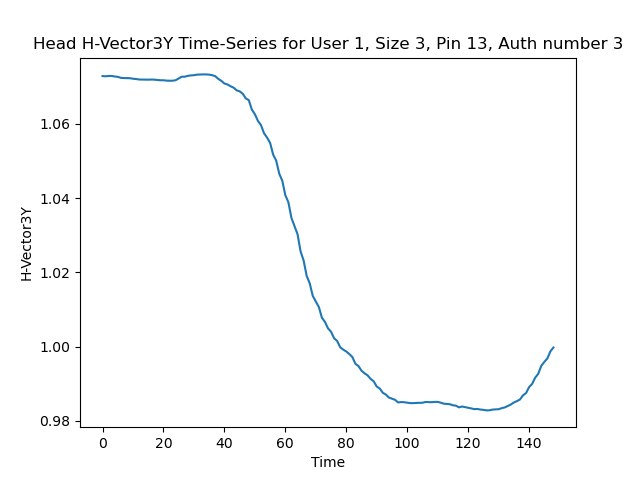 Head H-Vector3Y Time-Series for User 1, Size 3, Pin 13, Auth number 3
H-Vector3Y
1.06
1.04
1.02
1.00
0.98
0 20 40 60 80 100 120 140
Time